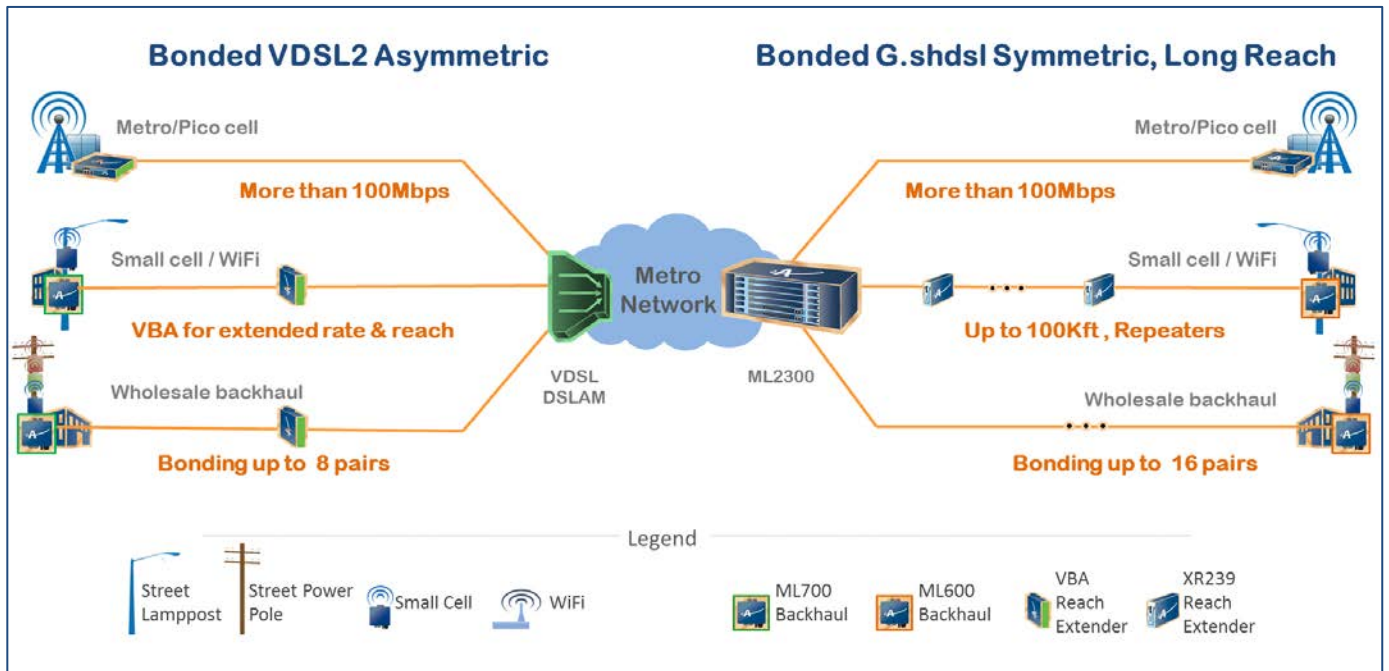 Bonded VDSL2 Asymmetric
Bonded G.shdsl Symmetric, Long Reach
Metro/Pico cell
Metro/Pico cell
More than 100Mbps
More than 100Mbps
Small cell / WiFi
Small cell / WiFi
Metro
Network
VBA for extended rate & reach
Up to 100Kft , Repeaters
VDSL
DSLAM
ML2300
Wholesale backhaul
Wholesale backhaul
Bonding up to 8 pairs
Bonding up to 16 pairs
Legend
Street
Lamppost
Street Power
Pole
Small Cell
WiFi
ML700
Backhaul
ML600
Backhaul
VBA
Reach
Extender
XR239
Reach
Extender